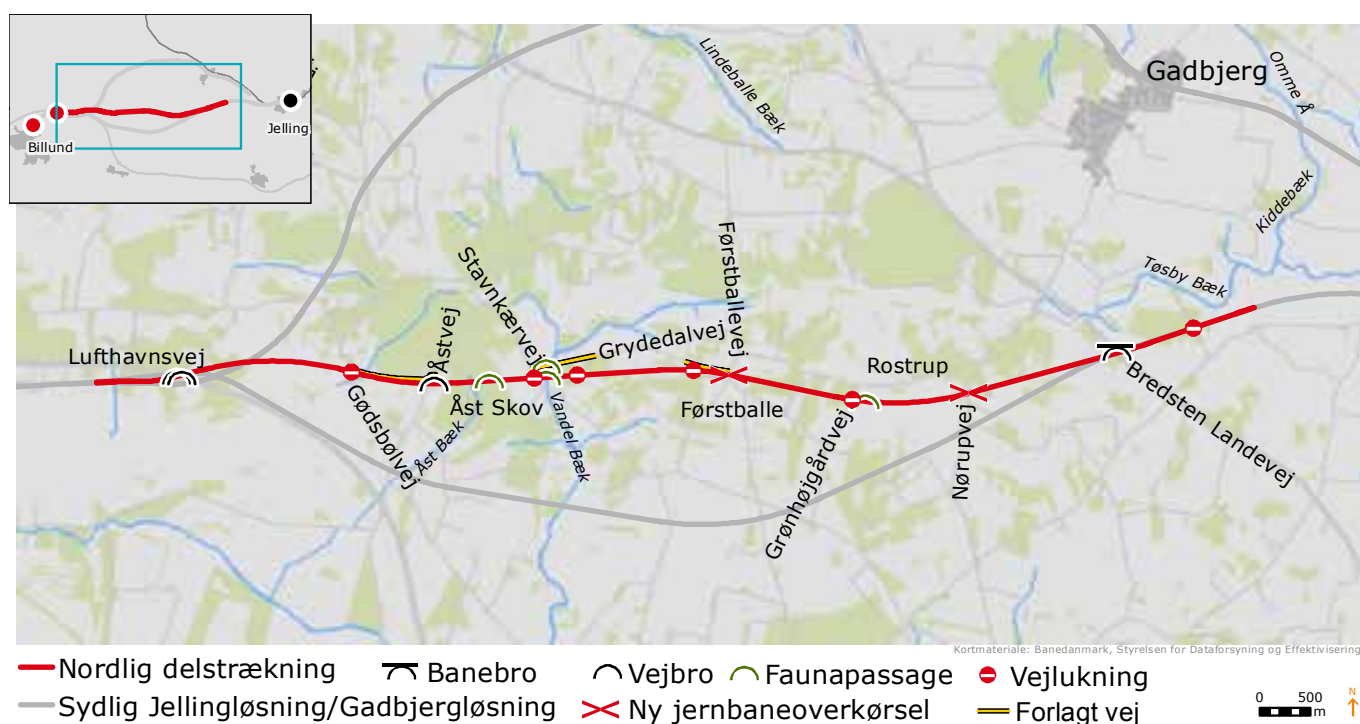 Billund
Jelling
Lindeballe Bæk
Gadbjerg
Omme Å
Kiddebæk
Tøsby Bæk
Lufthavnsvej
Gødsbølvej
Åstvej
Åst Bæk
Åst Skov
Stavnkærvej
Vandel Bæk
Grydedalvej
Førstballevej
Førstballe
Grønhøjgårdvej
Rostrup
Nørupvej
Bredsten Landevej
Kortmateriale: Banedanmark, Styrelsen for Dataforsyning og Effektivisering
Nordlig delstrækning
Banebro
Vejbro
Faunapassage
Vejlukning
Sydlig Jellingløsning/Gadbjergløsning
Ny jernbaneoverkørsel
Forlagt vej
0 500
m
N